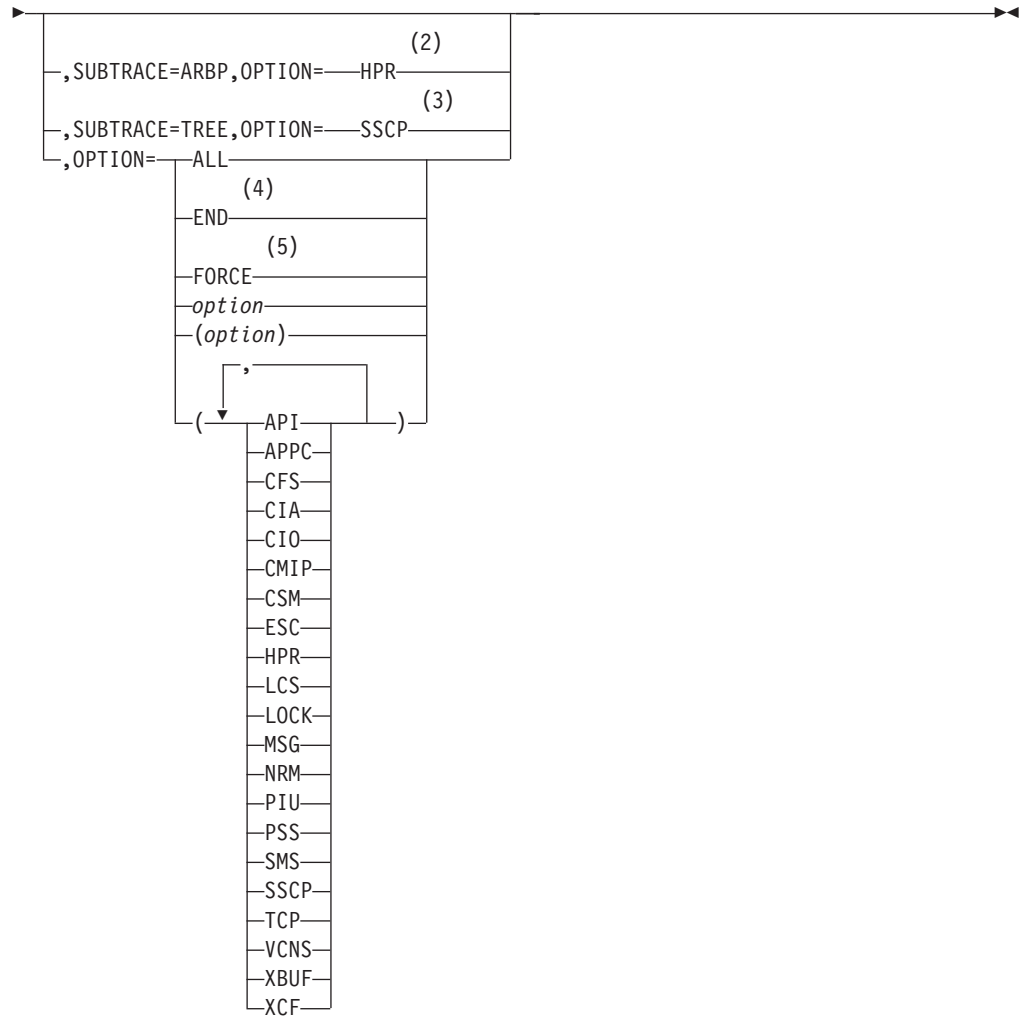 (2)
,SUBTRACE=ARBP,OPTION= HPR
(3)
,SUBTRACE=TREE,OPTION= SSCP
,OPTION= ALL
(4)
END
(5)
FORCE
option
(option)
,
( API )
APPC
CFS
CIA
CIO
CMIP
CSM
ESC
HPR
LCS
LOCK
MSG
NRM
PIU
PSS
SMS
SSCP
TCP
VCNS
XBUF
XCF